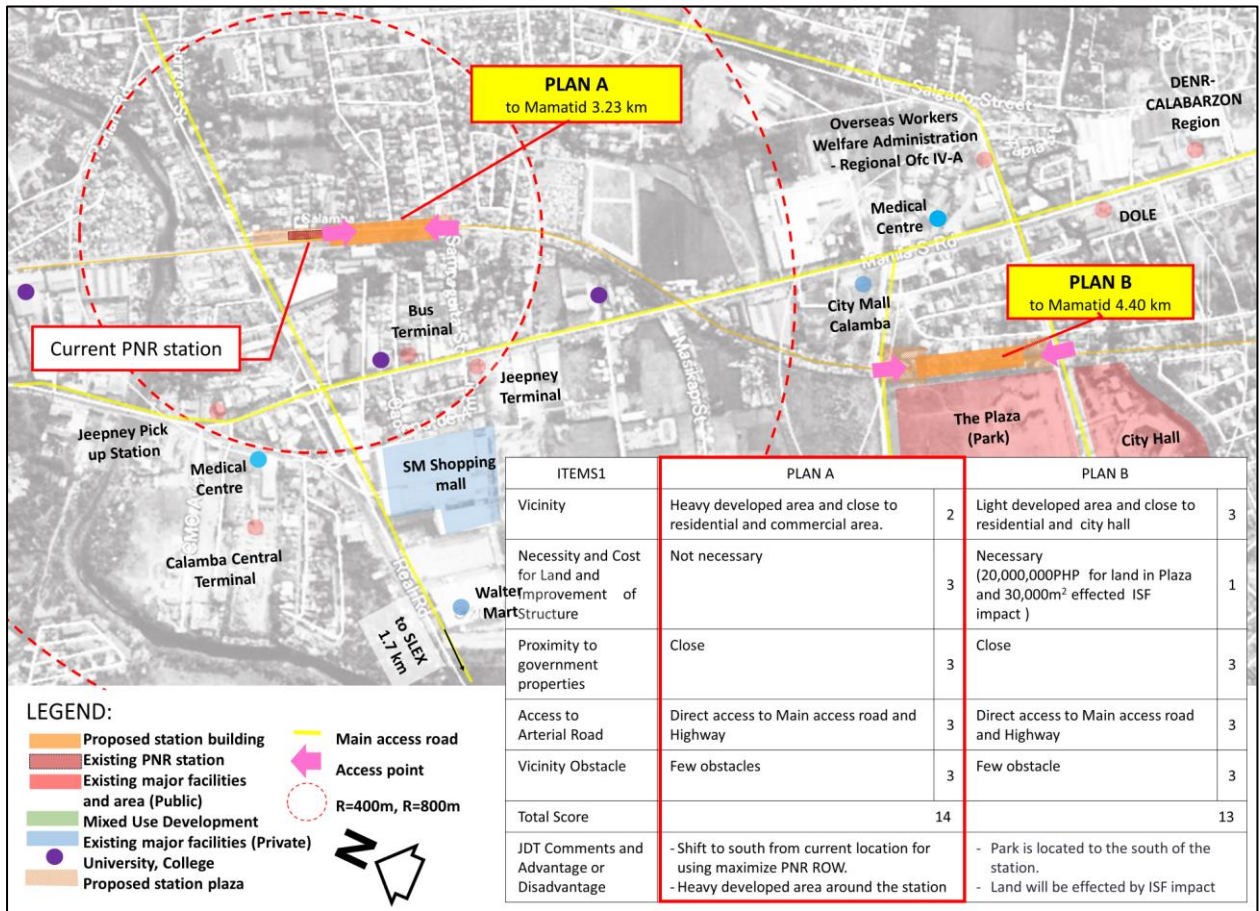 PLAN A
to Mamatid 3.23 km
Salgado Street
DENR-
CALABARZON
Region
Overseas Workers
Welfare Administration
- Regional Ofc IV-A
Medical
Centre
DOLE
Manila S Rd
PLAN B
to Mamatid 4.40 km
City Mall
Calamba
Calamba
Current PNR station
Bus
Terminal
Jeepney
Terminal
Masikap St
Jeepney Pick
up Station
Medical
Centre
SM Shopping
mall
The Plaza
(Park)
City Hall
Calamba Central
Terminal
Real Rd
Walter
Mart
to SLEX
1.7 km
ITEMS1 PLAN A PLAN B
Vicinity
Heavy developed area and close to
residential and commercial area.
2
Light developed area and close to
residential and city hall
3
Necessity and Cost
for Land and
Improvement of
Structure
Not necessary
3
Necessary
(20,000,000PHP for land in Plaza
and 30,000m² effected ISF
impact )
1
Proximity to
government
properties
Close
3
Close
3
Access to
Arterial Road
Direct access to Main access road and
Highway
3
Direct access to Main access road
and Highway
3
Vicinity Obstacle
Few obstacles
3
Few obstacle
3
Total Score 14 13
JDT Comments and
Advantage or
Disadvantage
- Shift to south from current location for
using maximize PNR ROW.
- Heavy developed area around the station
- Park is located to the south of the
station.
- Land will be effected by ISF impact
LEGEND:
Proposed station building
Existing PNR station
Existing major facilities
and area (Public)
Mixed Use Development
Existing major facilities (Private)
University, College
Proposed station plaza
Main access road
Access point
R=400m, R=800m
N